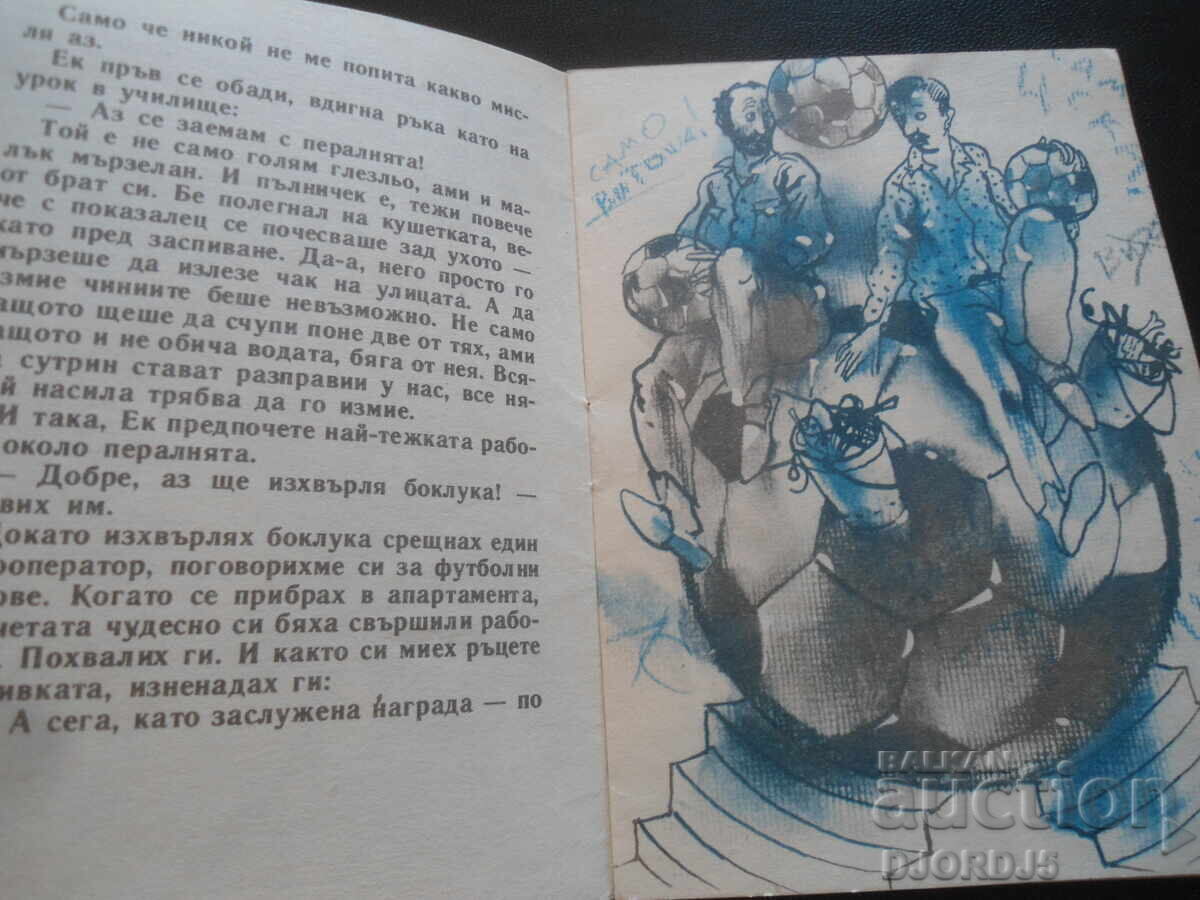 Само че никой не ме попита какво мис-
ля аз.
Ек пръв се обади, вдигна ръка като на
урок в училище:
— Аз се заемам с пералнята!
Той е не само голям глезльо, ами и ма-
лък мързелан. И пълничек е, тежи повече
от брат си. Бе полегнал на кушетката, ве-
че с показалец се почесваше зад ухото —
като пред заспиване. Да-а, него просто го
мързеше да излезе чак на улицата. А да
измие чиниите беше невъзможно. Не само
ащото щеше да счупи поне две от тях, ами
ащото и не обича водата, бяга от нея. Вся-
сутрин стават разправии у нас, все ня-
й насила трябва да го измие.
И така, Ек предпочете най-тежката рабо-
около пералнята.
— Добре, аз ще изхвърля боклука! —
вих им.
Докато изхвърлях боклука срещнах един
ооператор, поговорихме си за футболни
ове. Когато се прибрах в апартамента,
четата чудесно си бяха свършили рабо-
. Похвалих ги. И както си миех ръцете
ивката, изненадах ги:
А сега, като заслужена награда — по
САМО
BALKAN
auction
DJORDJ5